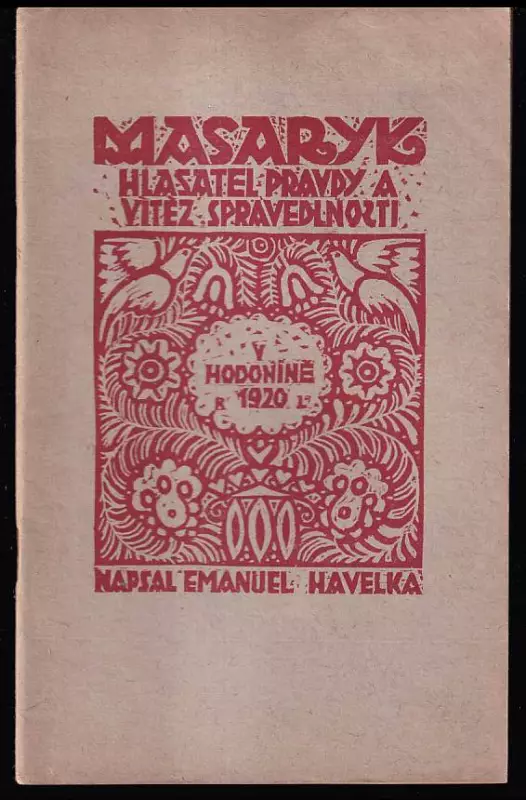 MASARYK
HLASATEL PRAVDY A
VÍTĚZ SPRAVEDLNOSTI
V
HODONÍNĚ
R 1920 L.
NAPSAL EMANUEL HAVELKA